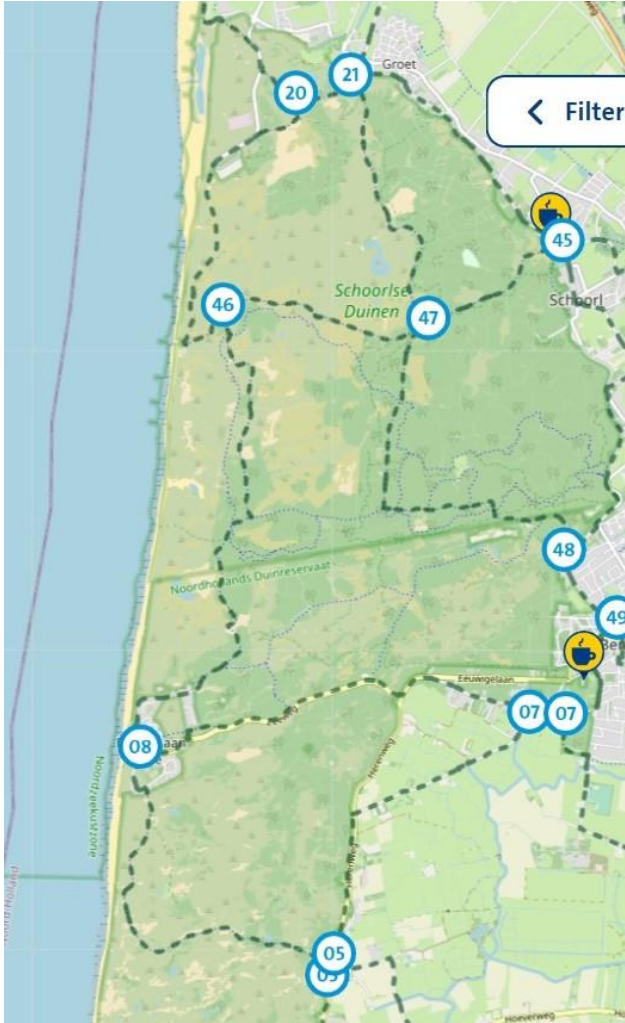 Groet
21
20
Filter
45
Schoorl
46
Schoorlse
Duinen
47
48
Noordhollands Duinreservaat
49
Eeuwigelaan
07
07
08
Noordzeekustzone
Herenweg
05
Hoeverweg